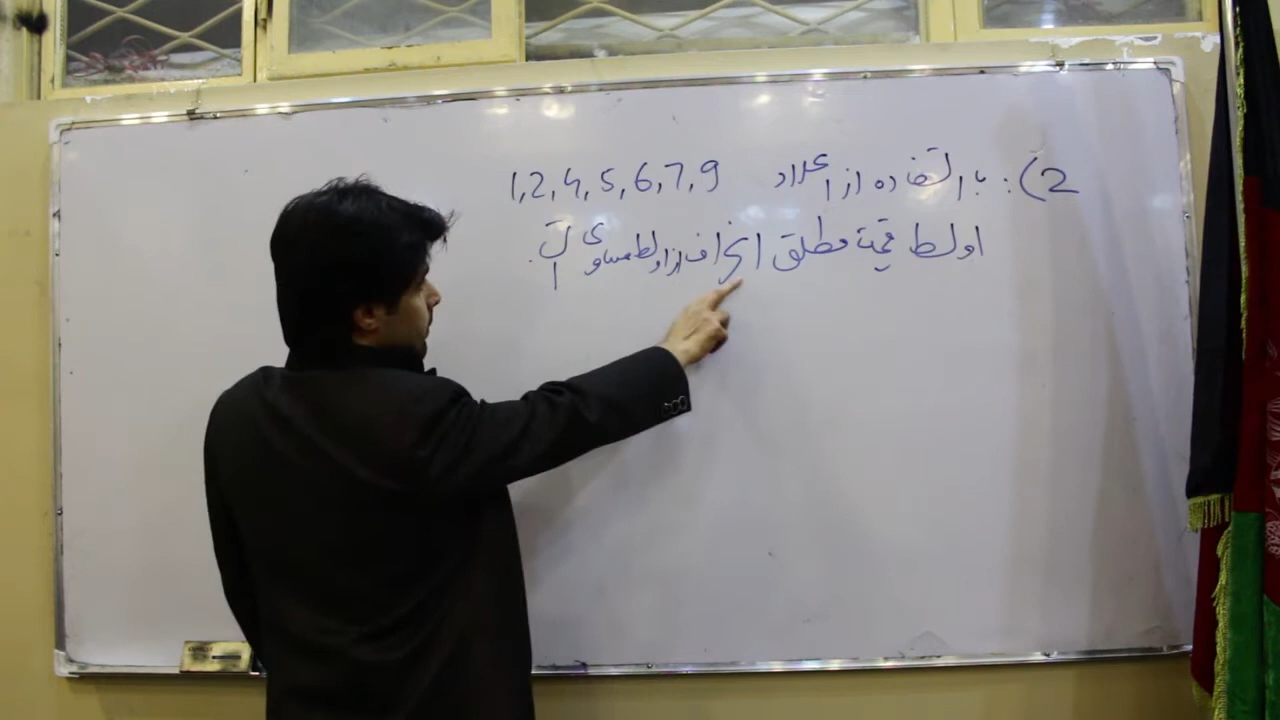 2): با استفاده از اعداد 1,2,4,5,6,7,9
اوسط قیمت مطلق انحراف از اوسط مساوی است.